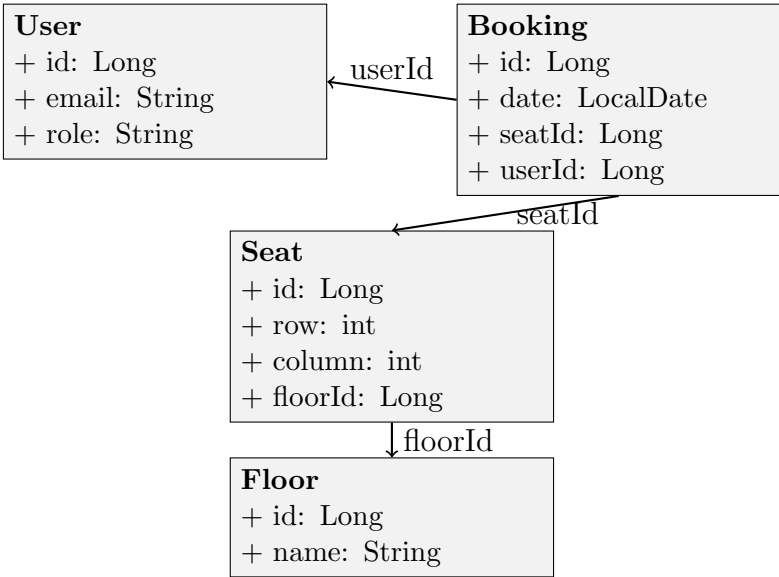 User
+ id: Long
+ email: String
+ role: String
userId
Booking
+ id: Long
+ date: LocalDate
+ seatId: Long
+ userId: Long
seatId
Seat
+ id: Long
+ row: int
+ column: int
+ floorId: Long
floorId
Floor
+ id: Long
+ name: String